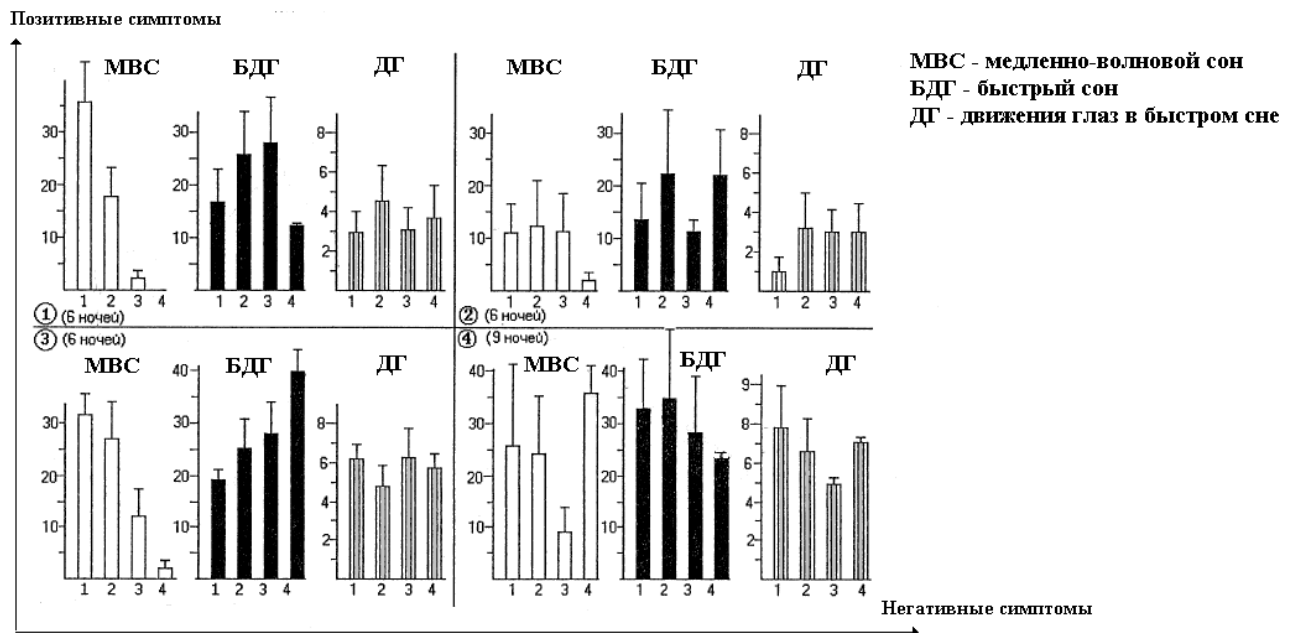 Позитивные симптомы
МВС БДГ ДГ
МВС БДГ ДГ
МВС - медленно-волновой сон
БДГ - быстрый сон
ДГ - движения глаз в быстром сне
30 20 10
30 20 10
8 6 4 2
30 20 10
30 20 10
8 6 4 2
1 2 3 4
1 2 3 4
1 2 3 4
1 2 3 4
1 2 3 4
1 2 3 4
1 (6 ночей)
2 (6 ночей)
3 (6 ночей)
4 (9 ночей)
МВС БДГ ДГ
МВС БДГ ДГ
30 20 10
40 30 20 10
8 6 4 2
40 30 20 10
40 30 20 10
9 6 4 2
1 2 3 4
1 2 3 4
1 2 3 4
1 2 3 4
1 2 3 4
1 2 3 4
Негативные симптомы